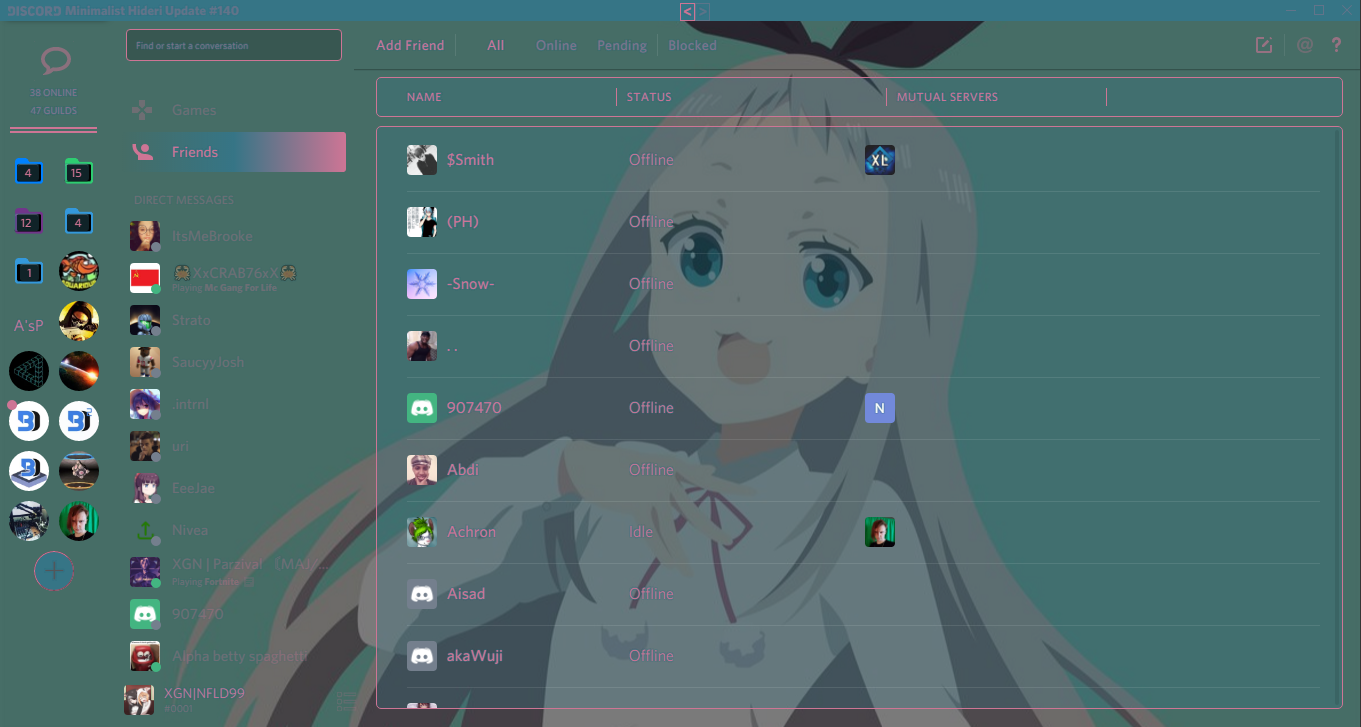 DISCORD Minimalist Hideri Update #140
< >
Find or start a conversation
Add Friend All Online Pending Blocked
@ ?
38 ONLINE
47 GUILDS
Games
Friends
NAME STATUS MUTUAL SERVERS
4 15
12 4
1
A'sP
DIRECT MESSAGES
ItsMeBrooke
XxCRAB76xX
Playing Mc Gang For Life
Strato
SaucyyJosh
intrnl
uri
EeeJae
Nivea
XGN | Parzival 〔MAJ/...
Playing Fortnite
907470
Alpha betty spaghetti
XGN|NFLD99
#0001
$Smith Offline XL
(PH) Offline
-Snow- Offline
. . Offline
907470 Offline N
Abdi Offline
Achron Idle
Aisad Offline
akaWuji Offline